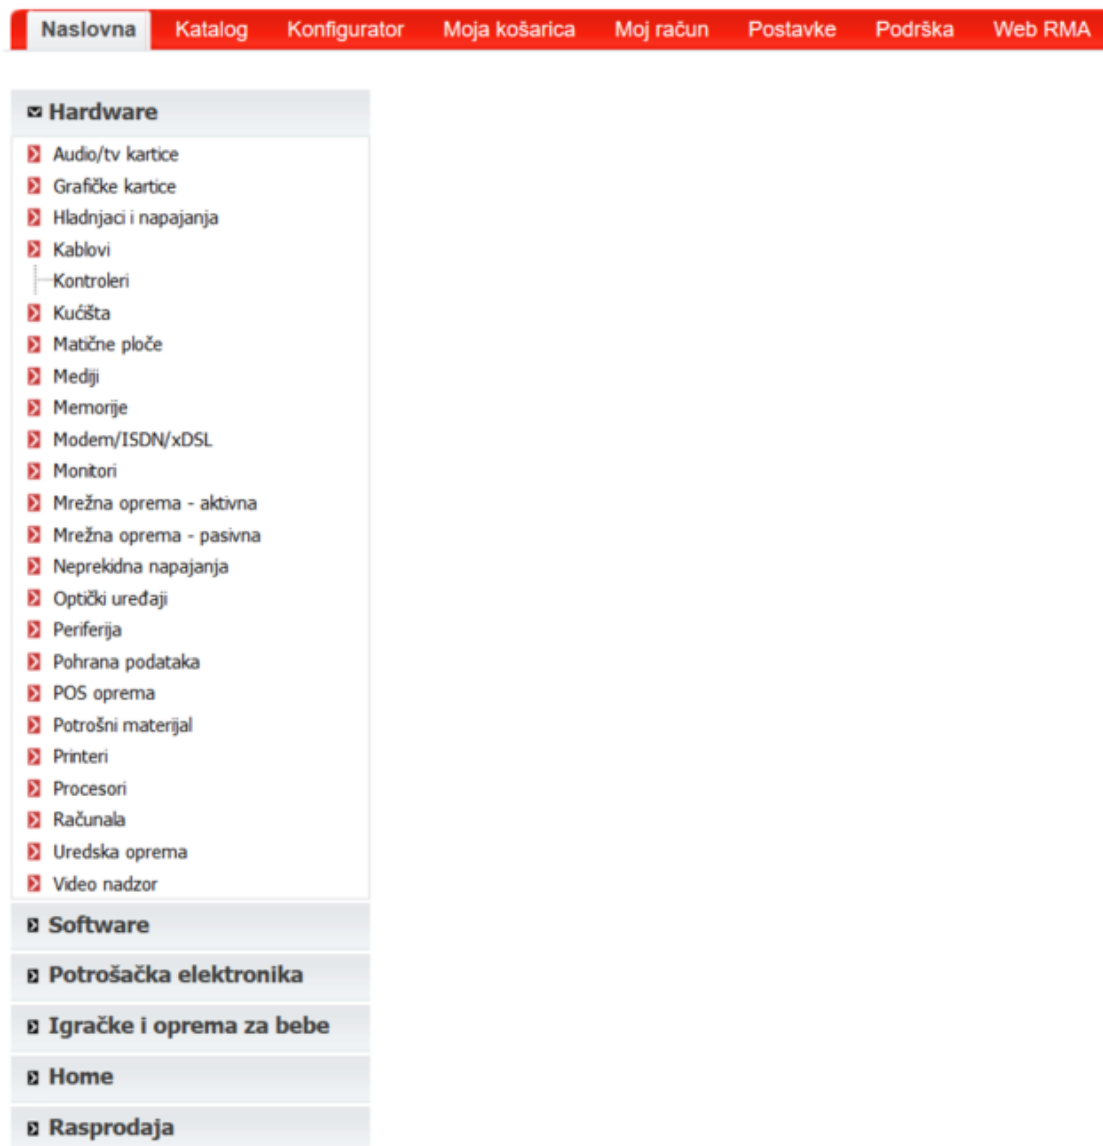 Naslovna Katalog Konfigurator Moja košarica Moj račun Postavke Podrška Web RMA
Hardware
Audio/tv kartice
Grafičke kartice
Hladnjaci i napajanja
Kablovi
Kontroleri
Kućišta
Matične ploče
Mediji
Memorije
Modem/ISDN/xDSL
Monitori
Mrežna oprema - aktivna
Mrežna oprema - pasivna
Neprekidna napajanja
Optički uređaji
Periferija
Pohrana podataka
POS oprema
Potrošni materijal
Printeri
Procesori
Računala
Uredska oprema
Video nadzor
Software
Potrošačka elektronika
Igračke i oprema za bebe
Home
Rasprodaja